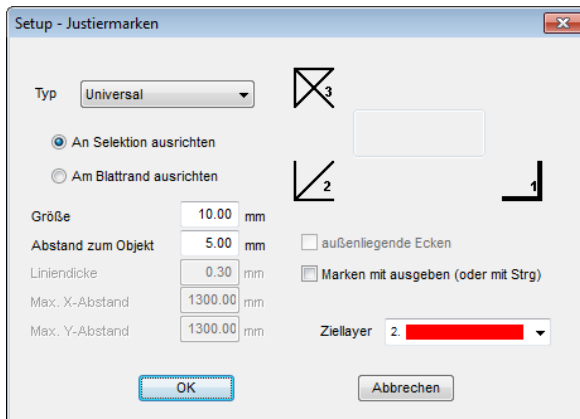 Setup - Justiermarken
Typ Universal
3
An Selektion ausrichten
Am Blattrand ausrichten
2
1
Größe 10.00 mm
Abstand zum Objekt 5.00 mm
außenliegende Ecken
Liniendicke 0.30 mm
Marken mit ausgeben (oder mit Strg)
Max. X-Abstand 1300.00 mm
Max. Y-Abstand 1300.00 mm
Ziellayer 2.
OK
Abbrechen